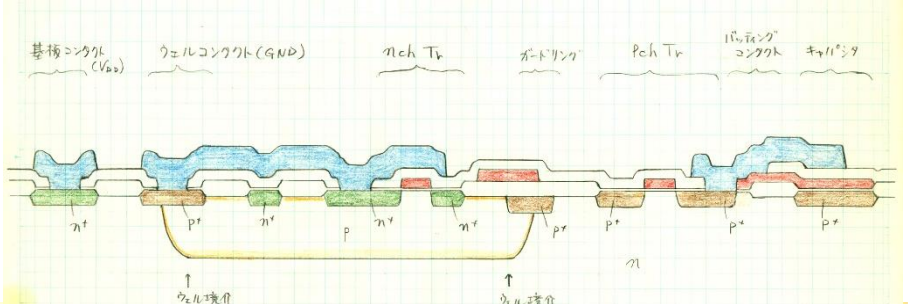 基板コンタクト
(VDD)
ウェルコンタクト(GND)
nch Tr
ガードリング
Pch Tr
バッティング
コンタクト
キャパシタ
n+
p+
n+
p
n+
n+
p+
p+
p+
p+
n
↑
ウェル境界
↑
ウェル境界